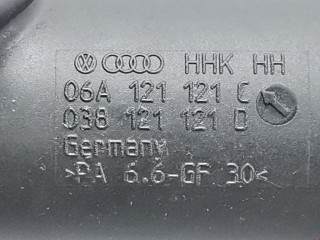 HHK HH
06A 121 121 C
038 121 121 D
Germany
>PA 6.6-GF 30<